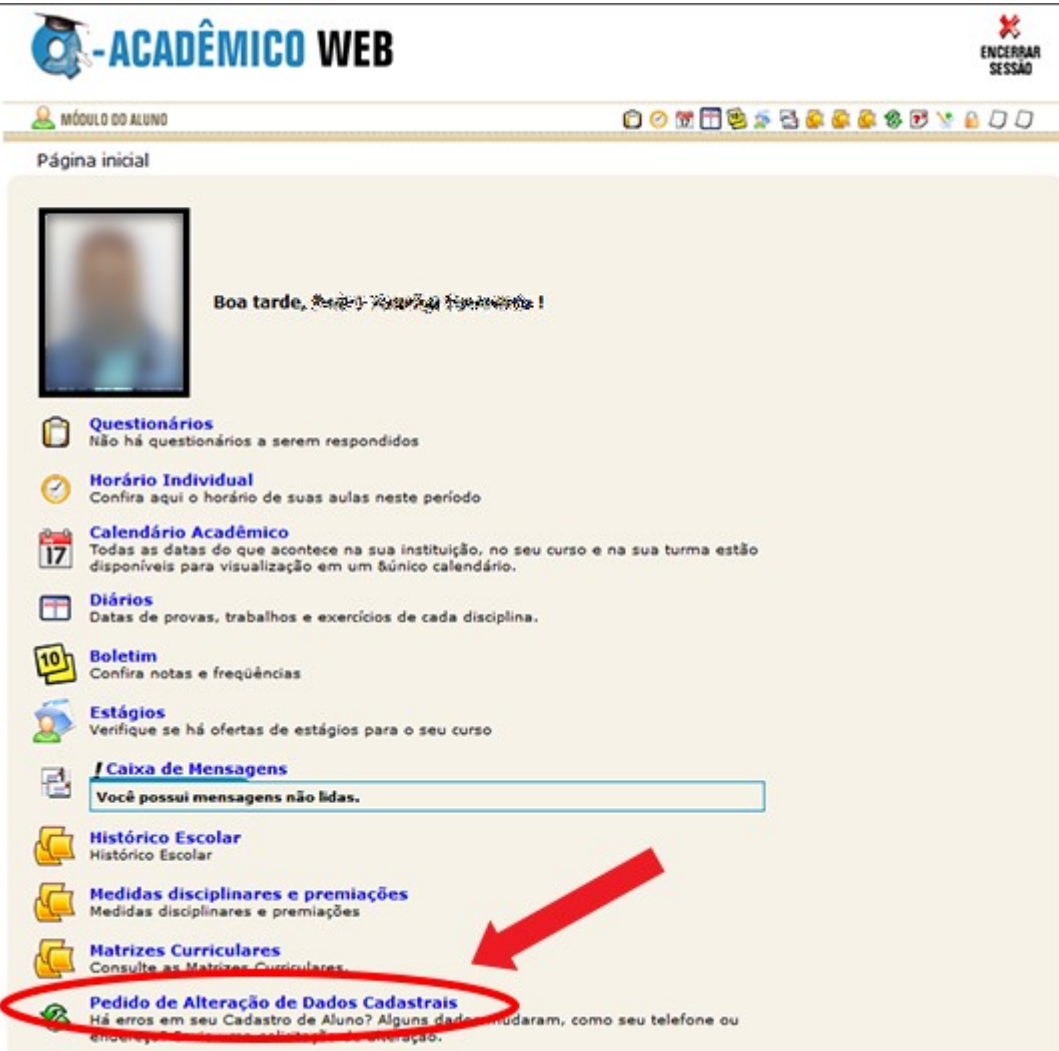 -ACADÊMICO WEB
ENCERRAR
SESSÃO
MÓDULO DO ALUNO
17
10
?
Página inicial
Boa tarde, !
Questionários
Não há questionários a serem respondidos
Horário Individual
Confira aqui o horário de suas aulas neste período
17
Calendário Acadêmico
Todas as datas do que acontece na sua instituição, no seu curso e na sua turma estão
disponíveis para visualização em um &único calendário.
Diários
Datas de provas, trabalhos e exercícios de cada disciplina.
10
Boletim
Confira notas e freqüências
Estágios
Verifique se há ofertas de estágios para o seu curso
! Caixa de Mensagens
Você possui mensagens não lidas.
Histórico Escolar
Histórico Escolar
Medidas disciplinares e premiações
Medidas disciplinares e premiações
Matrizes Curriculares
Consulte as Matrizes Curriculares.
Pedido de Alteração de Dados Cadastrais
Há erros em seu Cadastro de Aluno? Alguns dados mudaram, como seu telefone ou
alteração.